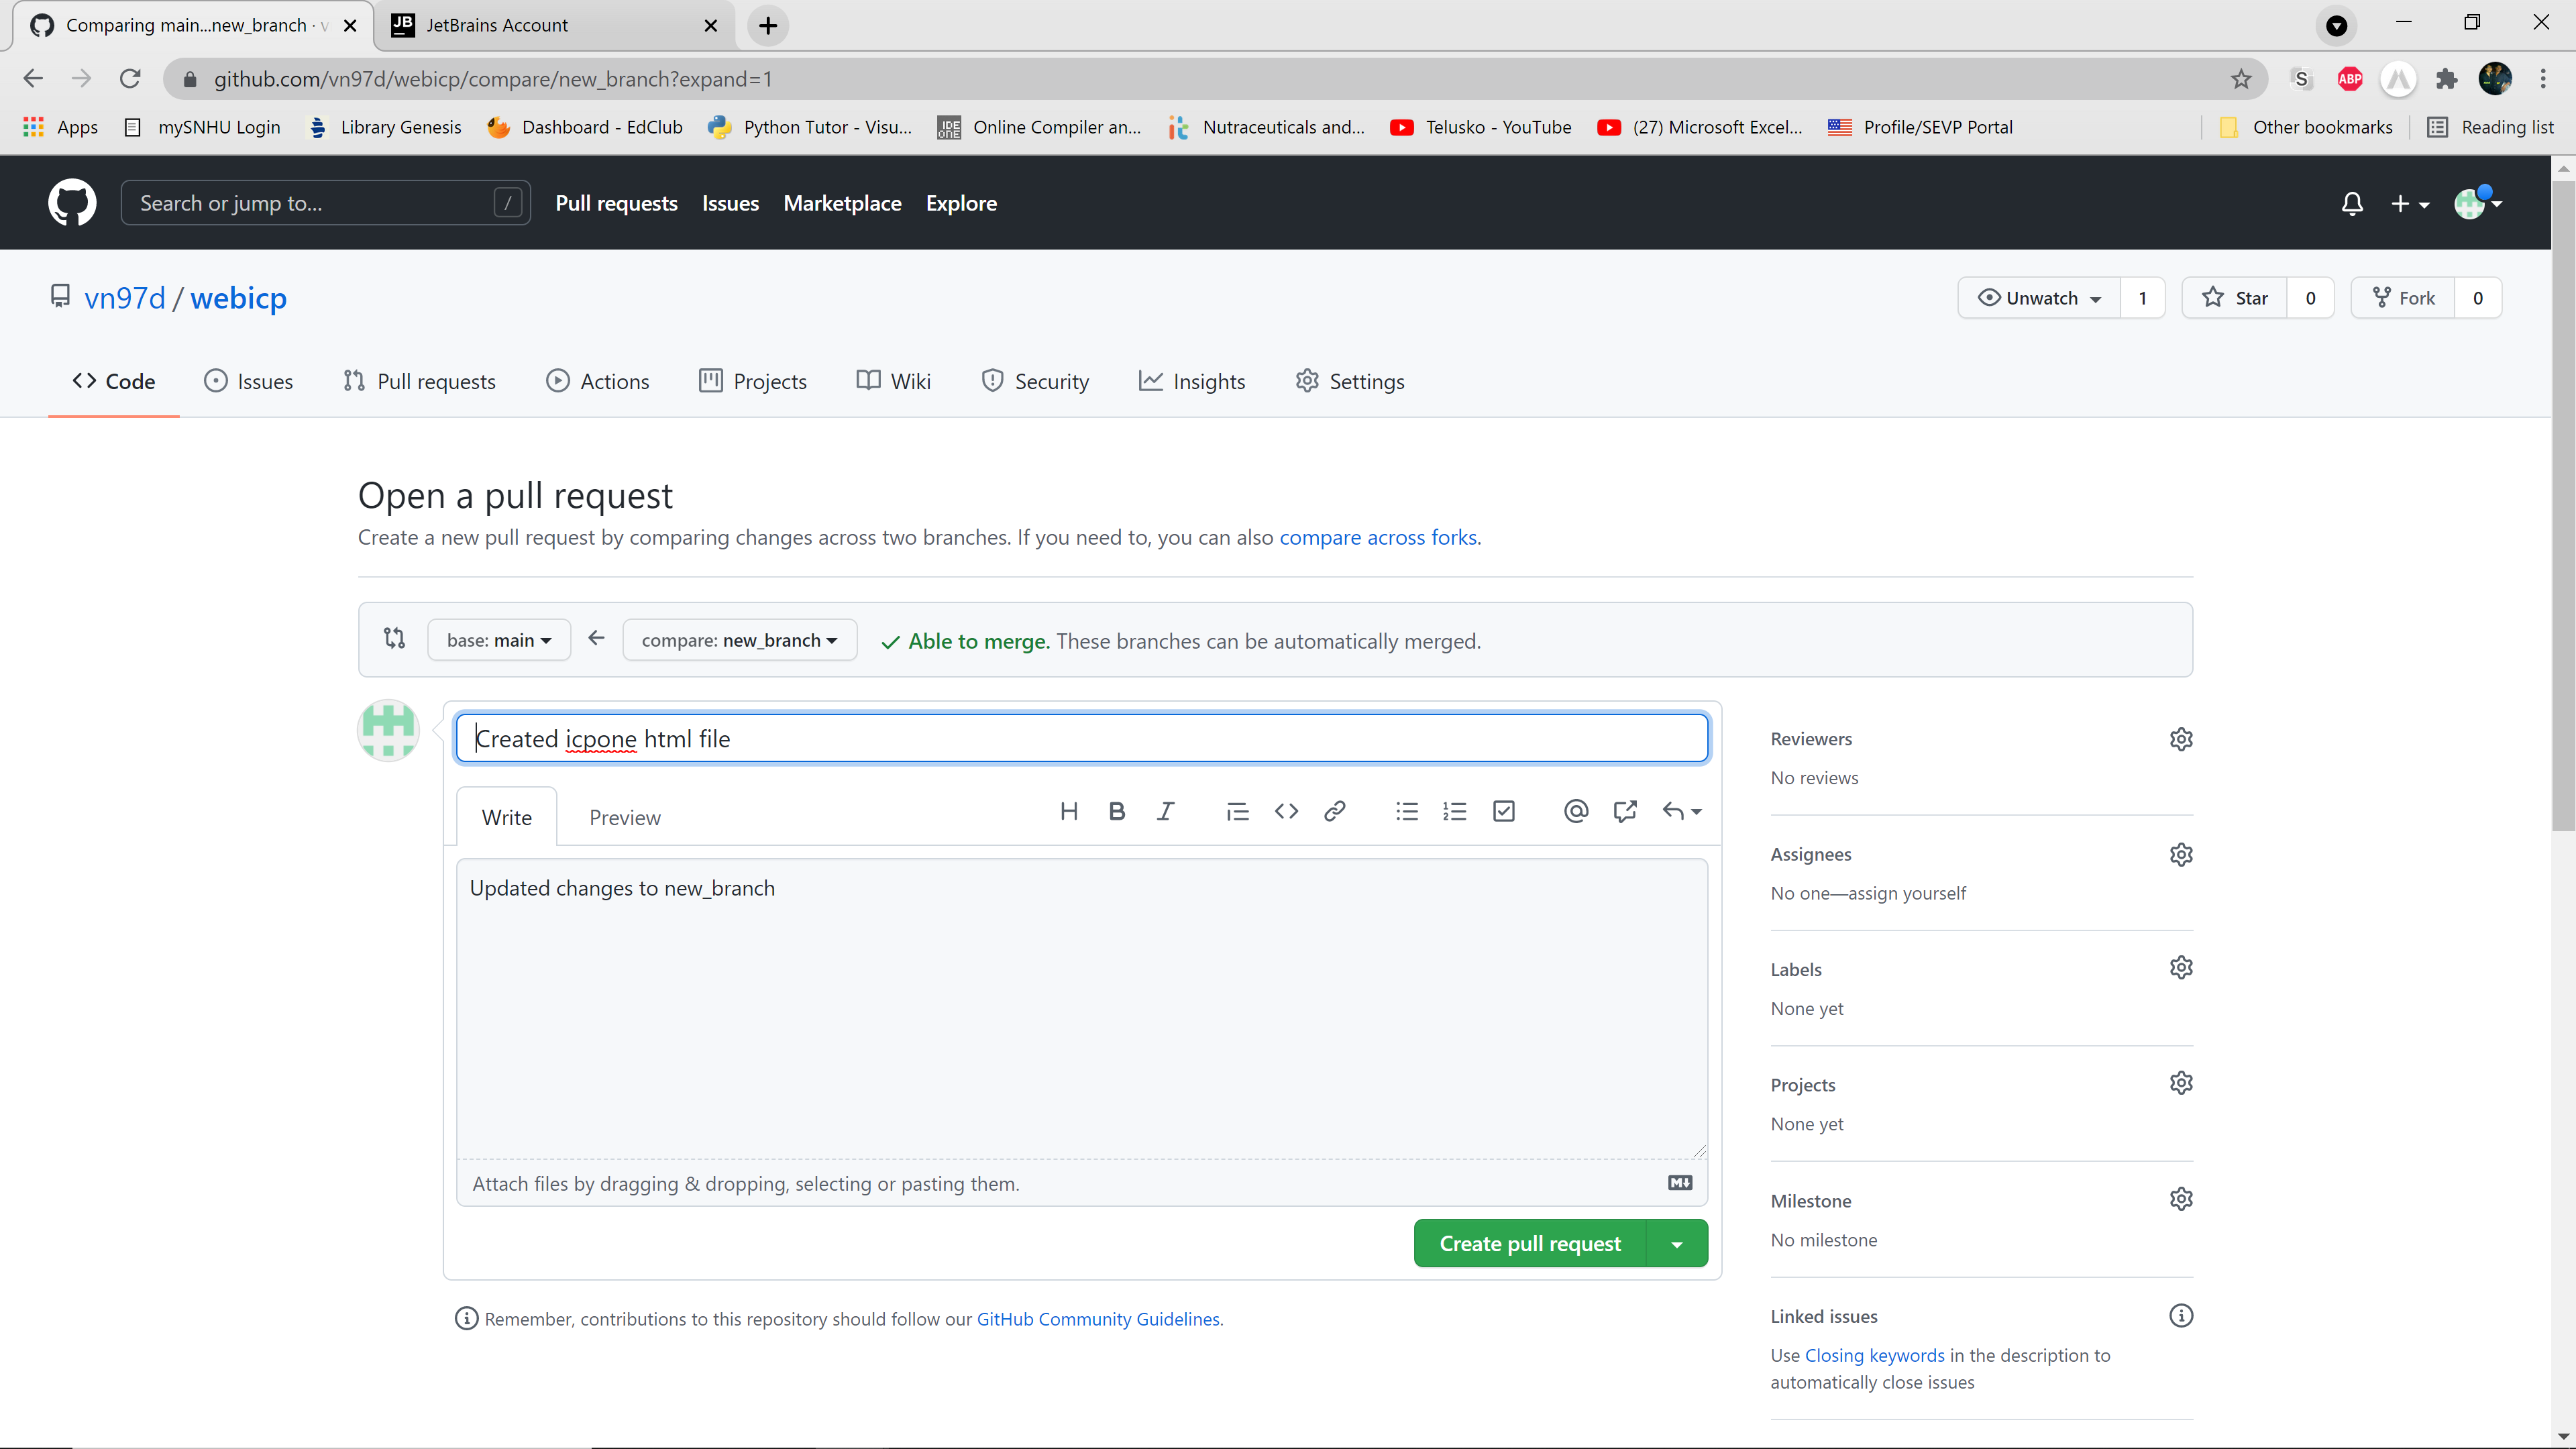 Comparing main...new_branch · v
JB JetBrains Account
github.com/vn97d/webicp/compare/new_branch?expand=1
S ABP
Apps mySNHU Login Library Genesis Dashboard - EdClub Python Tutor - Visu... IDE one Online Compiler an... Nutraceuticals and... Telusko - YouTube (27) Microsoft Excel... Profile/SEVP Portal Other bookmarks Reading list
Search or jump to... / Pull requests Issues Marketplace Explore
vn97d / webicp Unwatch 1 Star 0 Fork 0
Code Issues Pull requests Actions Projects Wiki Security Insights Settings
Open a pull request
Create a new pull request by comparing changes across two branches. If you need to, you can also compare across forks.
base: main compare: new_branch Able to merge. These branches can be automatically merged.
Created icpone html file
Write Preview
Updated changes to new_branch
Attach files by dragging & dropping, selecting or pasting them.
Create pull request
Remember, contributions to this repository should follow our GitHub Community Guidelines.
Reviewers
No reviews
Assignees
No one—assign yourself
Labels
None yet
Projects
None yet
Milestone
No milestone
Linked issues
Use Closing keywords in the description to
automatically close issues